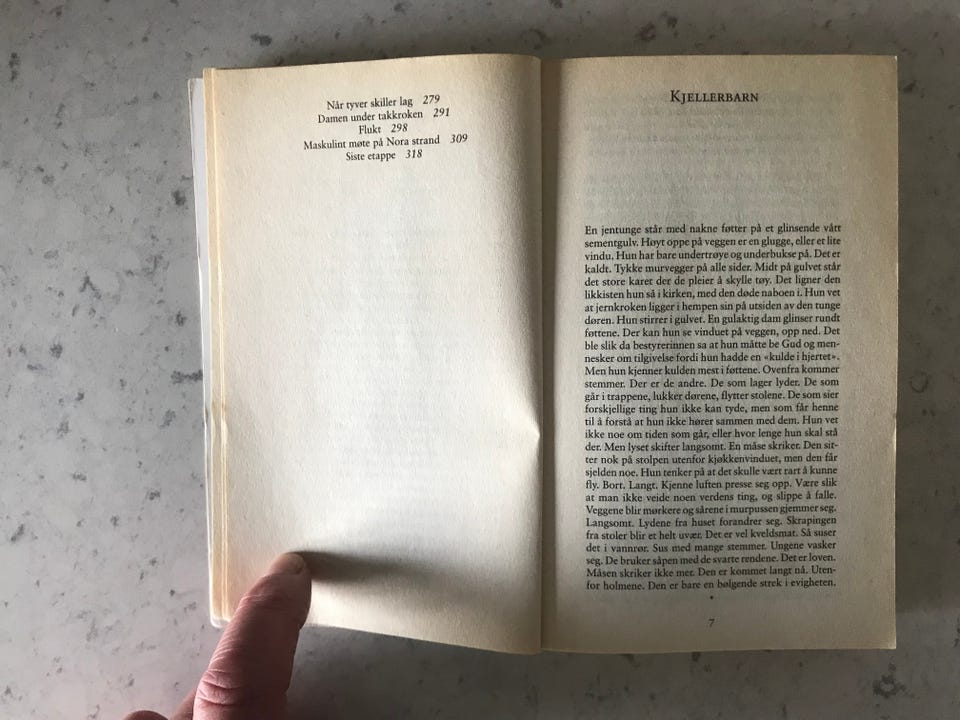 Når tyver skiller lag 279
Damen under takkroken 291
Flukt 298
Maskulint møte på Nora strand 309
Siste etappe 318
KJELLERBARN
En jentunge står med nakne føtter på et glinsende vått
sementgulv. Høyt oppe på veggen er en glugge, eller et lite
vindu. Hun har bare undertrøye og underbukse på. Det er
kaldt. Tykke murvegger på alle sider. Midt på gulvet står
det store karet der de pleier å skylle tøy. Det ligner den
likkisten hun så i kirken, med den døde naboen i. Hun vet
at jernkroken ligger i hempen sin på utsiden av den tunge
døren. Hun stirrer i gulvet. En gulaktig dam glinser rundt
føttene. Der kan hun se vinduet på veggen, opp ned. Det
ble slik da bestyrerinnen sa at hun måtte be Gud og men-
nesker om tilgivelse fordi hun hadde en «kulde i hjertet».
Men hun kjenner kulden mest i føttene. Ovenfra kommer
stemmer. Der er de andre. De som lager lyder. De som
går i trappene, lukker dørene, flytter stolene. De som sier
forskjellige ting hun ikke kan tyde, men som får henne
til å forstå at hun ikke hører sammen med dem. Hun vet
ikke noe om tiden som går, eller hvor lenge hun skal stå
der. Men lyset skifter langsomt. En måse skriker. Den sit-
ter nok på stolpen utenfor kjøkkenvinduet, men den får
sjelden noe. Hun tenker på at det skulle vært rart å kunne
fly. Bort. Langt. Kjenne luften presse seg opp. Være slik
at man ikke veide noen verdens ting, og slippe å falle.
Veggene blir mørkere og sårene i murpussen gjemmer seg.
Langsomt. Lydene fra huset forandrer seg. Skrapingen
fra stoler blir et helt uvær. Det er vel kveldsmat. Så suser
det i vannrør. Sus med mange stemmer. Ungene vasker
seg. De bruker såpen med de svarte rendene. Det er loven.
Måsen skriker ikke mer. Den er kommet langt nå. Uten-
for holmene. Den er bare en bølgende strek i evigheten.
7